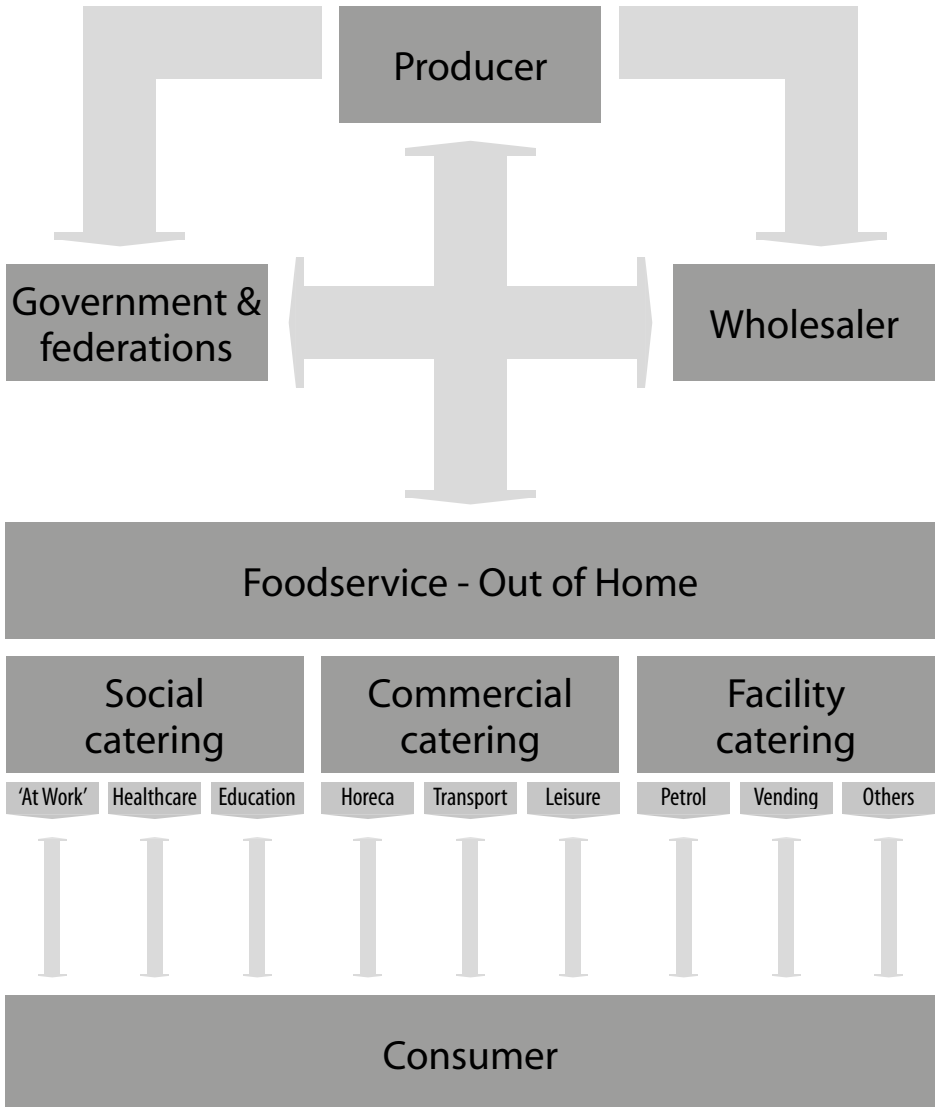 Producer
Government &
federations
Wholesaler
Foodservice - Out of Home
Social
catering
Commercial
catering
Facility
catering
‘At Work’
Healthcare
Education
Horeca
Transport
Leisure
Petrol
Vending
Others
Consumer